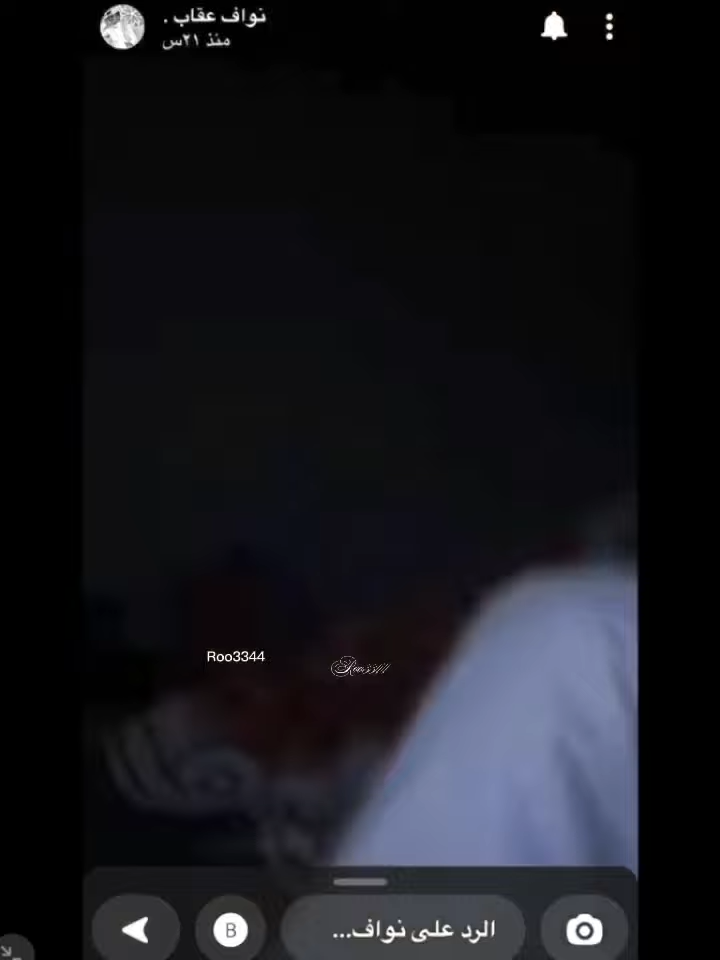 نواف عقاب .
منذ ٢١س
Roo3344
B
الرد على نواف...